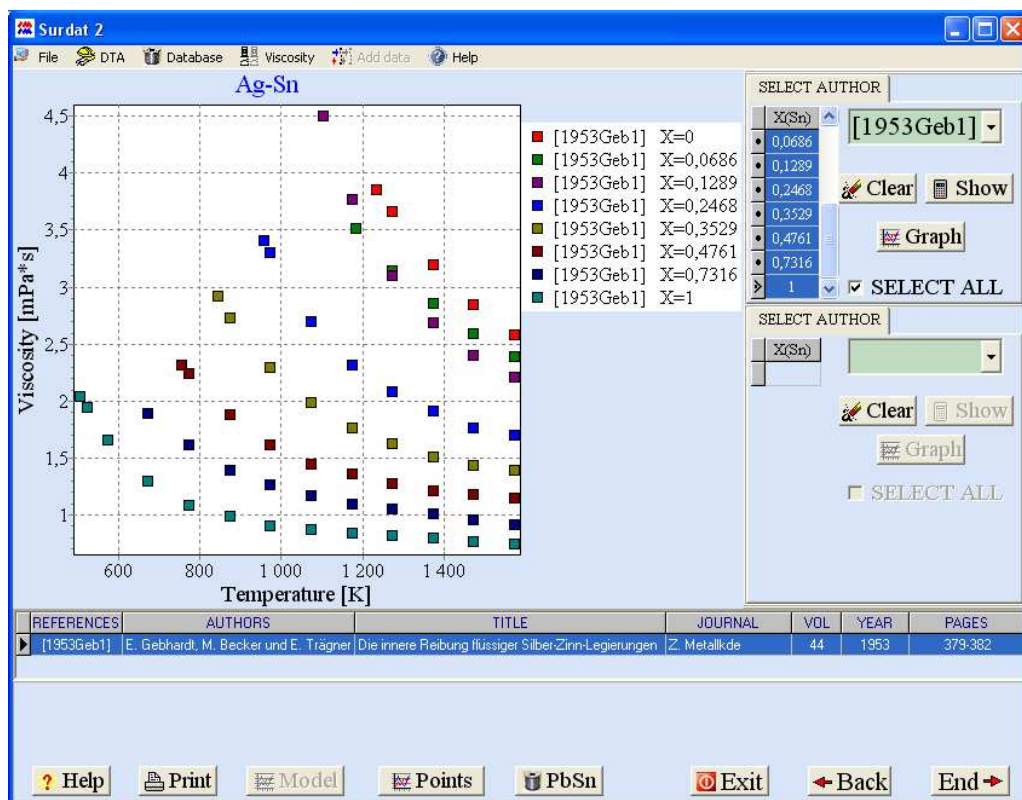 Surdat 2
File DTA Database Viscosity Add data Help
Ag-Sn
4,5
4
3,5
3
2,5
2
1,5
1
Viscosity [mPa*s]
600 800 1 000 1 200 1 400
Temperature [K]
[1953Geb1] X=0
[1953Geb1] X=0,0686
[1953Geb1] X=0,1289
[1953Geb1] X=0,2468
[1953Geb1] X=0,3529
[1953Geb1] X=0,4761
[1953Geb1] X=0,7316
[1953Geb1] X=1
SELECT AUTHOR
X(Sn)
0,0686
0,1289
0,2468
0,3529
0,4761
0,7316
1
[1953Geb1]
Clear Show
Graph
SELECT ALL
SELECT AUTHOR
X(Sn)
Clear Show
Graph
SELECT ALL
REFERENCES AUTHORS TITLE JOURNAL VOL YEAR PAGES
[1953Geb1] E. Gebhardt, M. Becker und E. Trägner Die innere Reibung flüssiger Silber-Zinn-Legierungen Z. Metallkde 44 1953 379-382
Help Print Model Points PbSn Exit Back End